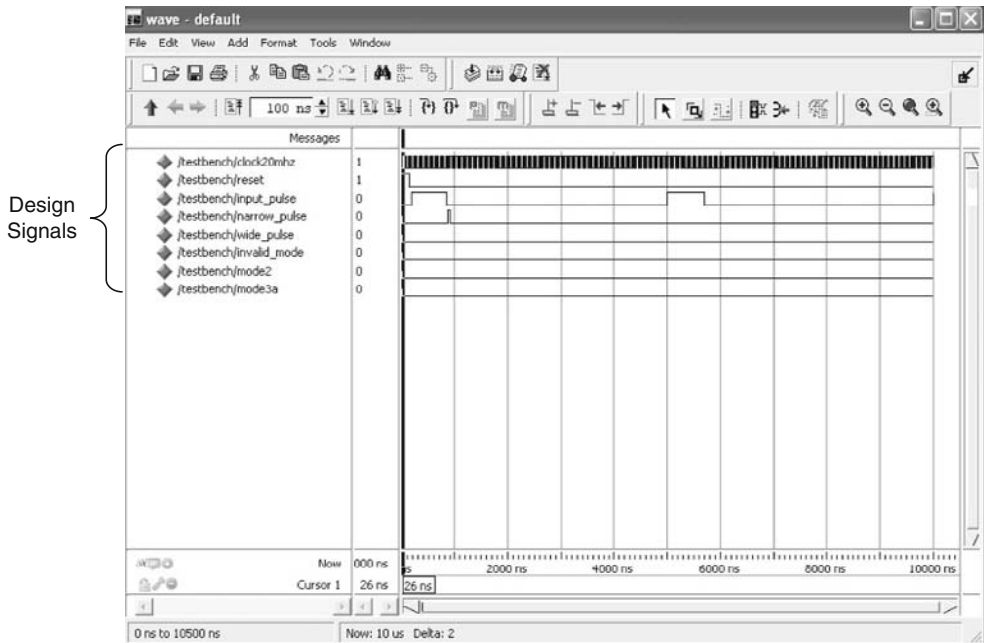 wave - default
File Edit View Add Format Tools Window
100 ns
Messages
Design
Signals
/testbench/clock20mhz 1
/testbench/reset 1
/testbench/input_pulse 0
/testbench/narrow_pulse 0
/testbench/wide_pulse 0
/testbench/invalid_mode 0
/testbench/mode2 0
/testbench/mode3a 0
Now 000 ns
ns 2000 ns 4000 ns 6000 ns 8000 ns 10000 ns
Cursor 1 26 ns 26 ns
0 ns to 10500 ns Now: 10 us Delta: 2